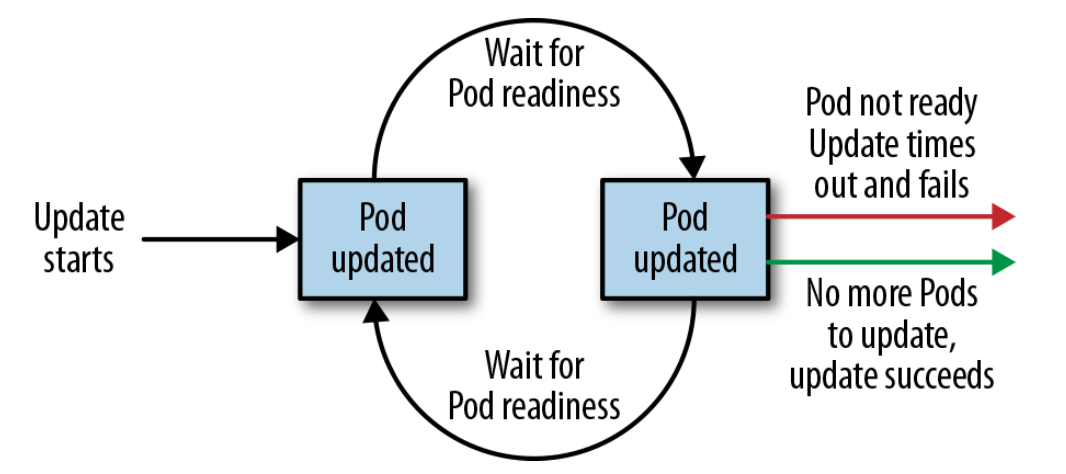 Wait for
Pod readiness
Update
starts
Pod
updated
Pod
updated
Pod not ready
Update times
out and fails
No more Pods
to update,
update succeeds
Wait for
Pod readiness